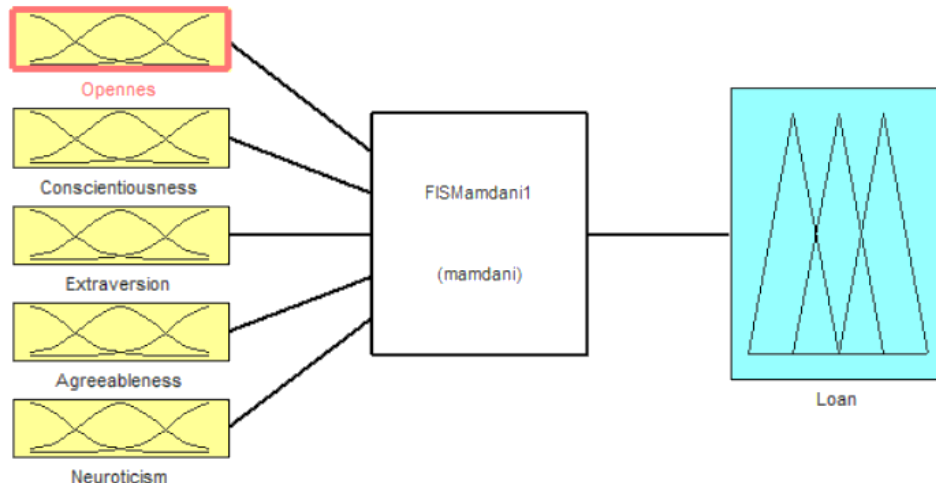 Opennes
Conscientiousness
Extraversion
Agreeableness
Neuroticism
FISMamdani1
(mamdani)
Loan